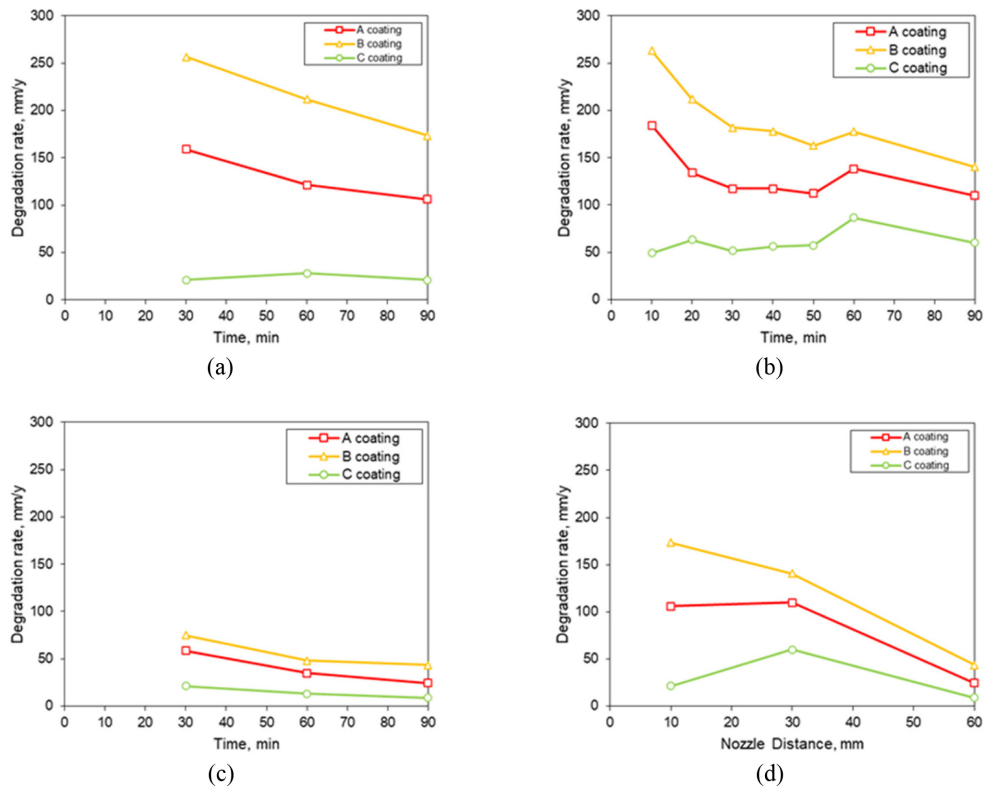 300
250
200
150
100
50
0
Degradation rate, mm/y
A coating
B coating
C coating
0 10 20 30 40 50 60 70 80 90
Time, min
(a)
300
250
200
150
100
50
0
Degradation rate, mm/y
A coating
B coating
C coating
0 10 20 30 40 50 60 70 80 90
Time, min
(b)
300
250
200
150
100
50
0
Degradation rate, mm/y
A coating
B coating
C coating
0 10 20 30 40 50 60 70 80 90
Time, min
(c)
300
250
200
150
100
50
0
Degradation rate, mm/y
A coating
B coating
C coating
0 10 20 30 40 50 60
Nozzle Distance, mm
(d)